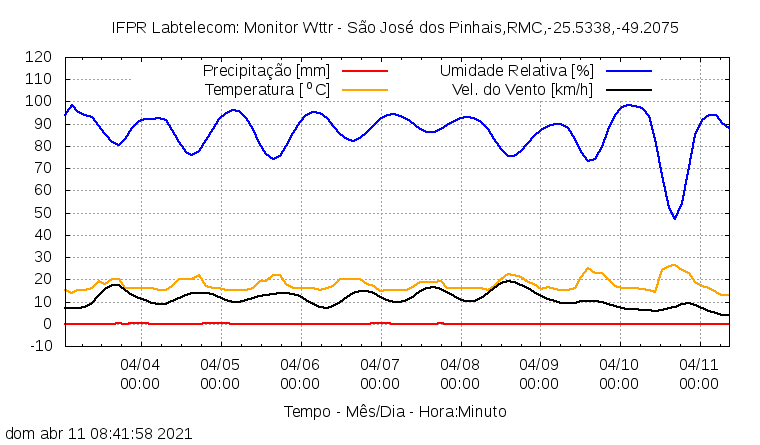 IFPR Labtelecom: Monitor Wttr - São José dos Pinhais,RMC,-25.5338,-49.2075
120
110
100
90
80
70
60
50
40
30
20
10
0
-10
Precipitação [mm]
Temperatura [⁰C]
Umidade Relativa [%]
Vel. do Vento [km/h]
04/04 04/05 04/06 04/07 04/08 04/09 04/10 04/11
00:00 00:00 00:00 00:00 00:00 00:00 00:00 00:00
Tempo - Mês/Dia - Hora:Minuto
dom abr 11 08:41:58 2021